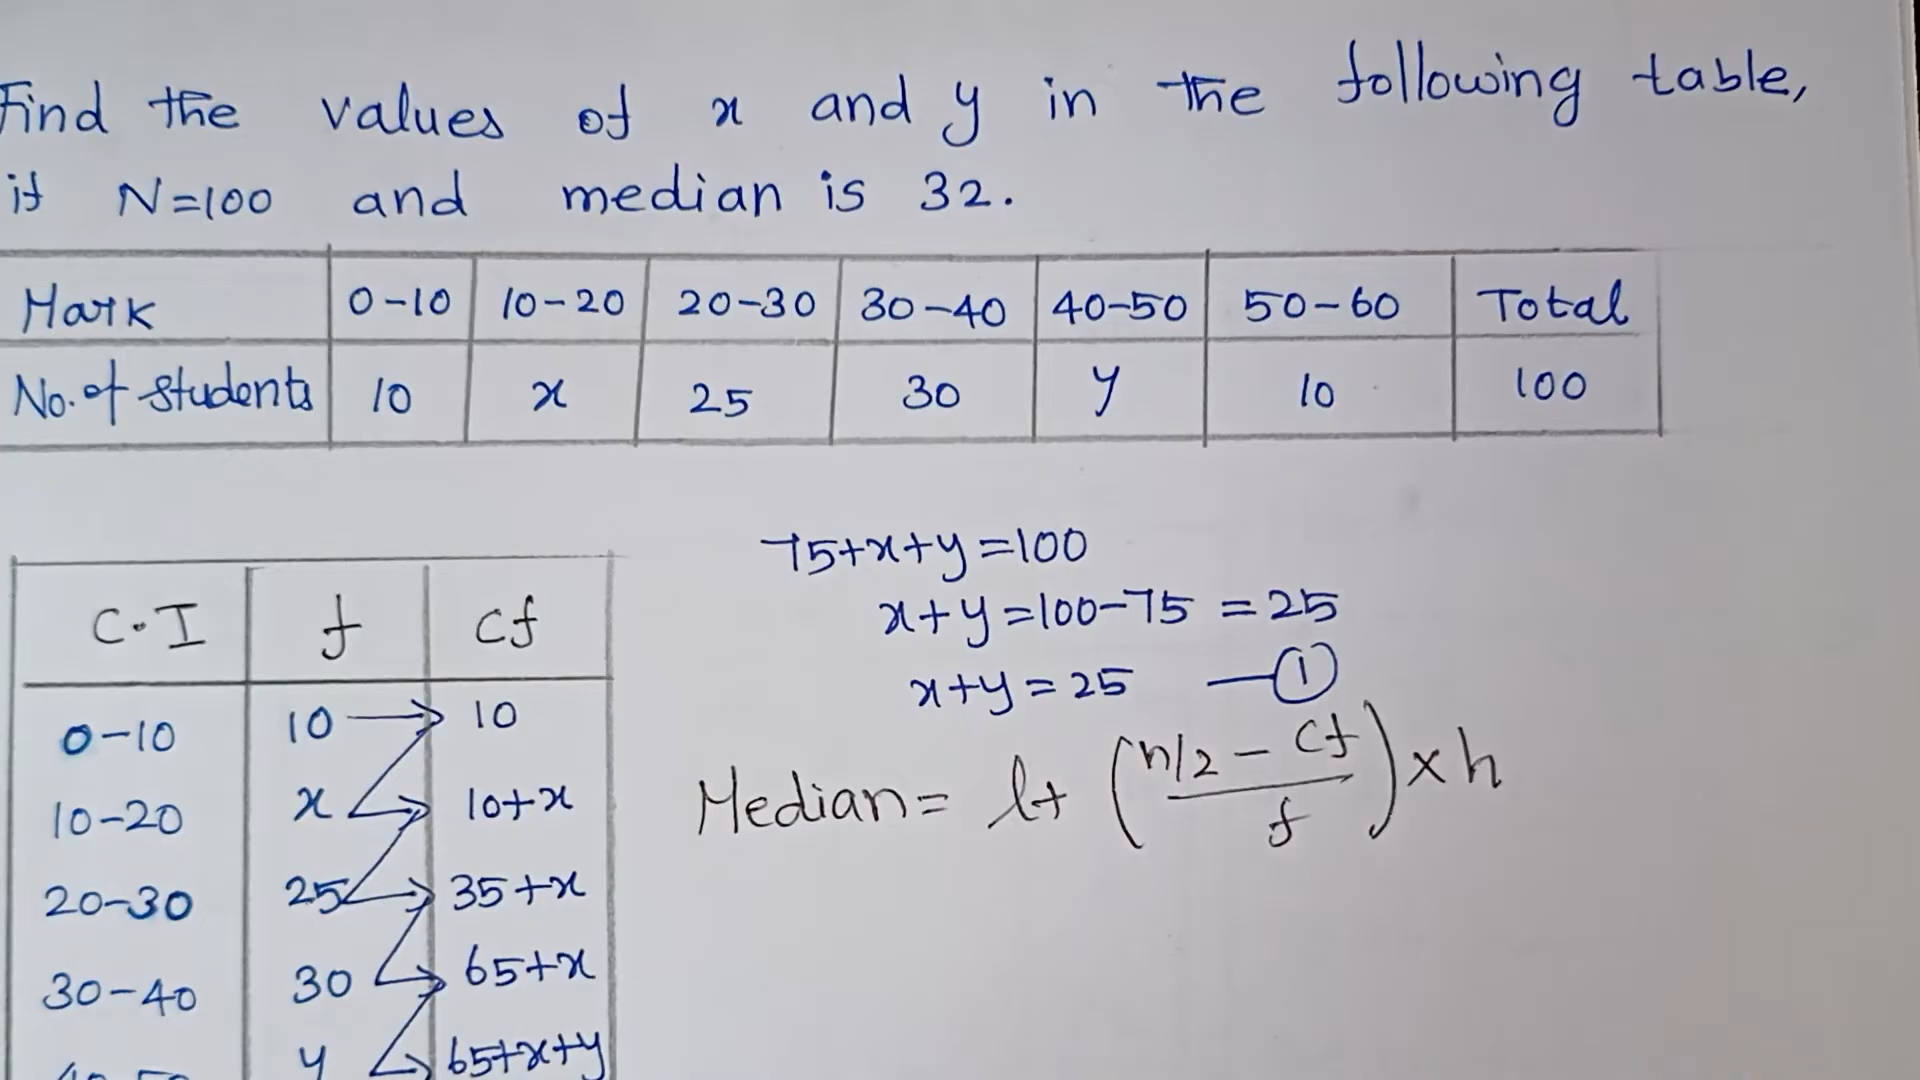 Find the values of x and y in the following table,
if N=100 and median is 32.
Mark 0-10 10-20 20-30 30-40 40-50 50-60 Total
No. of students 10 x 25 30 y 10 100
75+x+y=100
x+y=100-75 =25
x+y=25 —①
Median= l+ (n/2 - cf / f) × h
C.I f cf
0-10 10 10
10-20 x 10+x
20-30 25 35+x
30-40 30 65+x
y 65+x+y